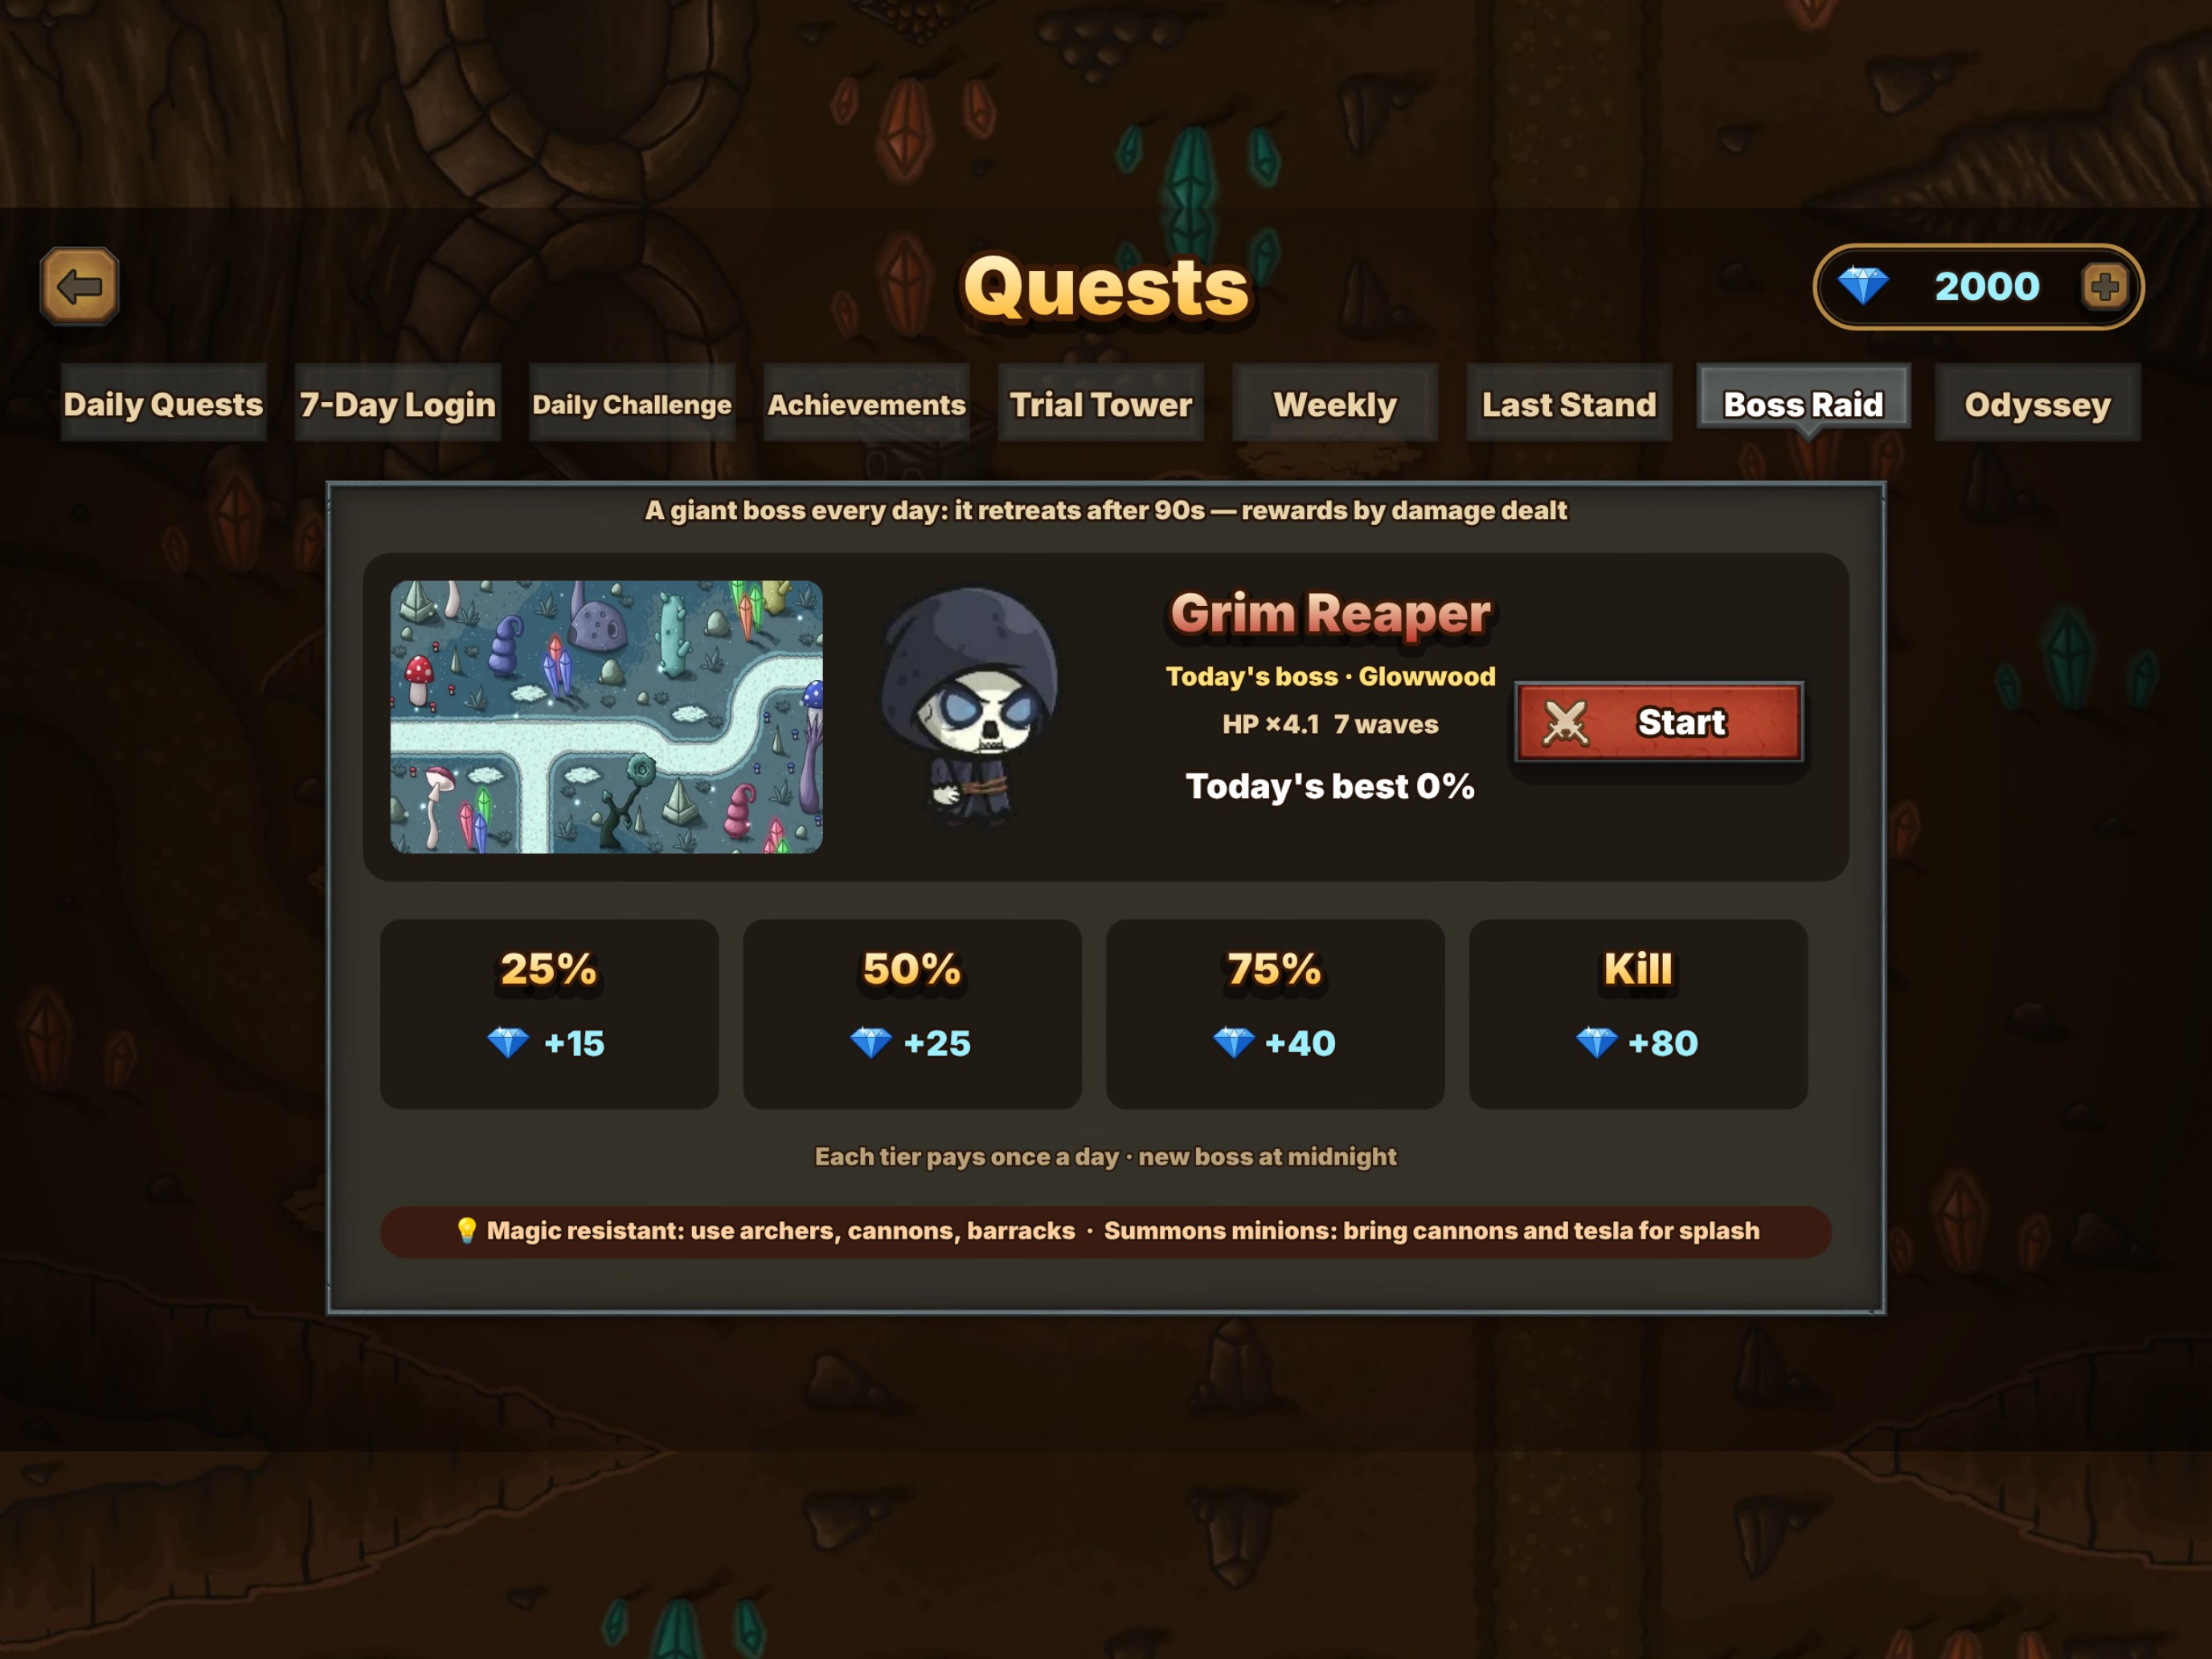 Quests
2000
Daily Quests
7-Day Login
Daily Challenge
Achievements
Trial Tower
Weekly
Last Stand
Boss Raid
Odyssey
A giant boss every day: it retreats after 90s — rewards by damage dealt
Grim Reaper
Today's boss · Glowwood
HP ×4.1 7 waves
Today's best 0%
Start
25%
+15
50%
+25
75%
+40
Kill
+80
Each tier pays once a day · new boss at midnight
💡 Magic resistant: use archers, cannons, barracks · Summons minions: bring cannons and tesla for splash